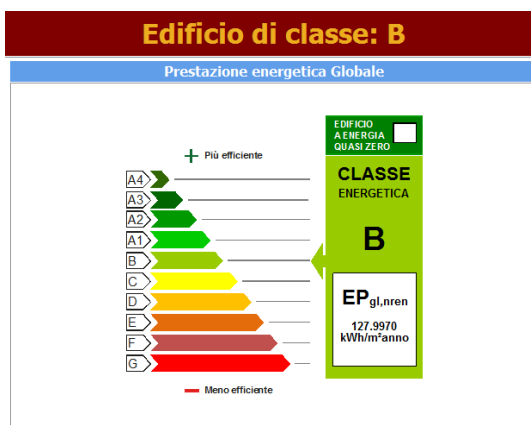 Edificio di classe: B
Prestazione energetica Globale
EDIFICIO
A ENERGIA
QUASI ZERO
+ Più efficiente
CLASSE
ENERGETICA
B
A4
A3
A2
A1
B
C
D
E
F
G
EPgl,nren
127.9970
kWh/m²anno
— Meno efficiente